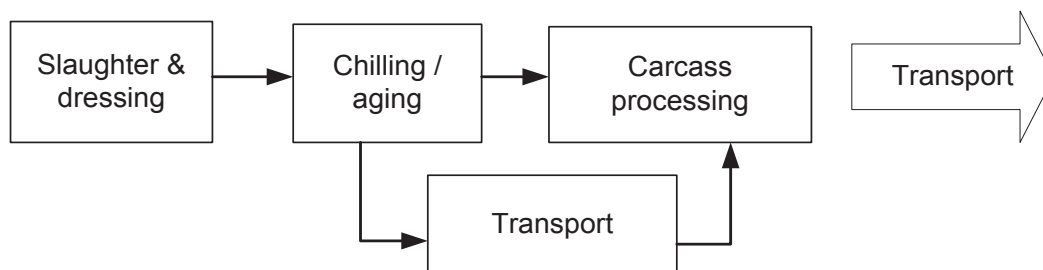 Slaughter &
dressing
Chilling /
aging
Carcass
processing
Transport
Transport